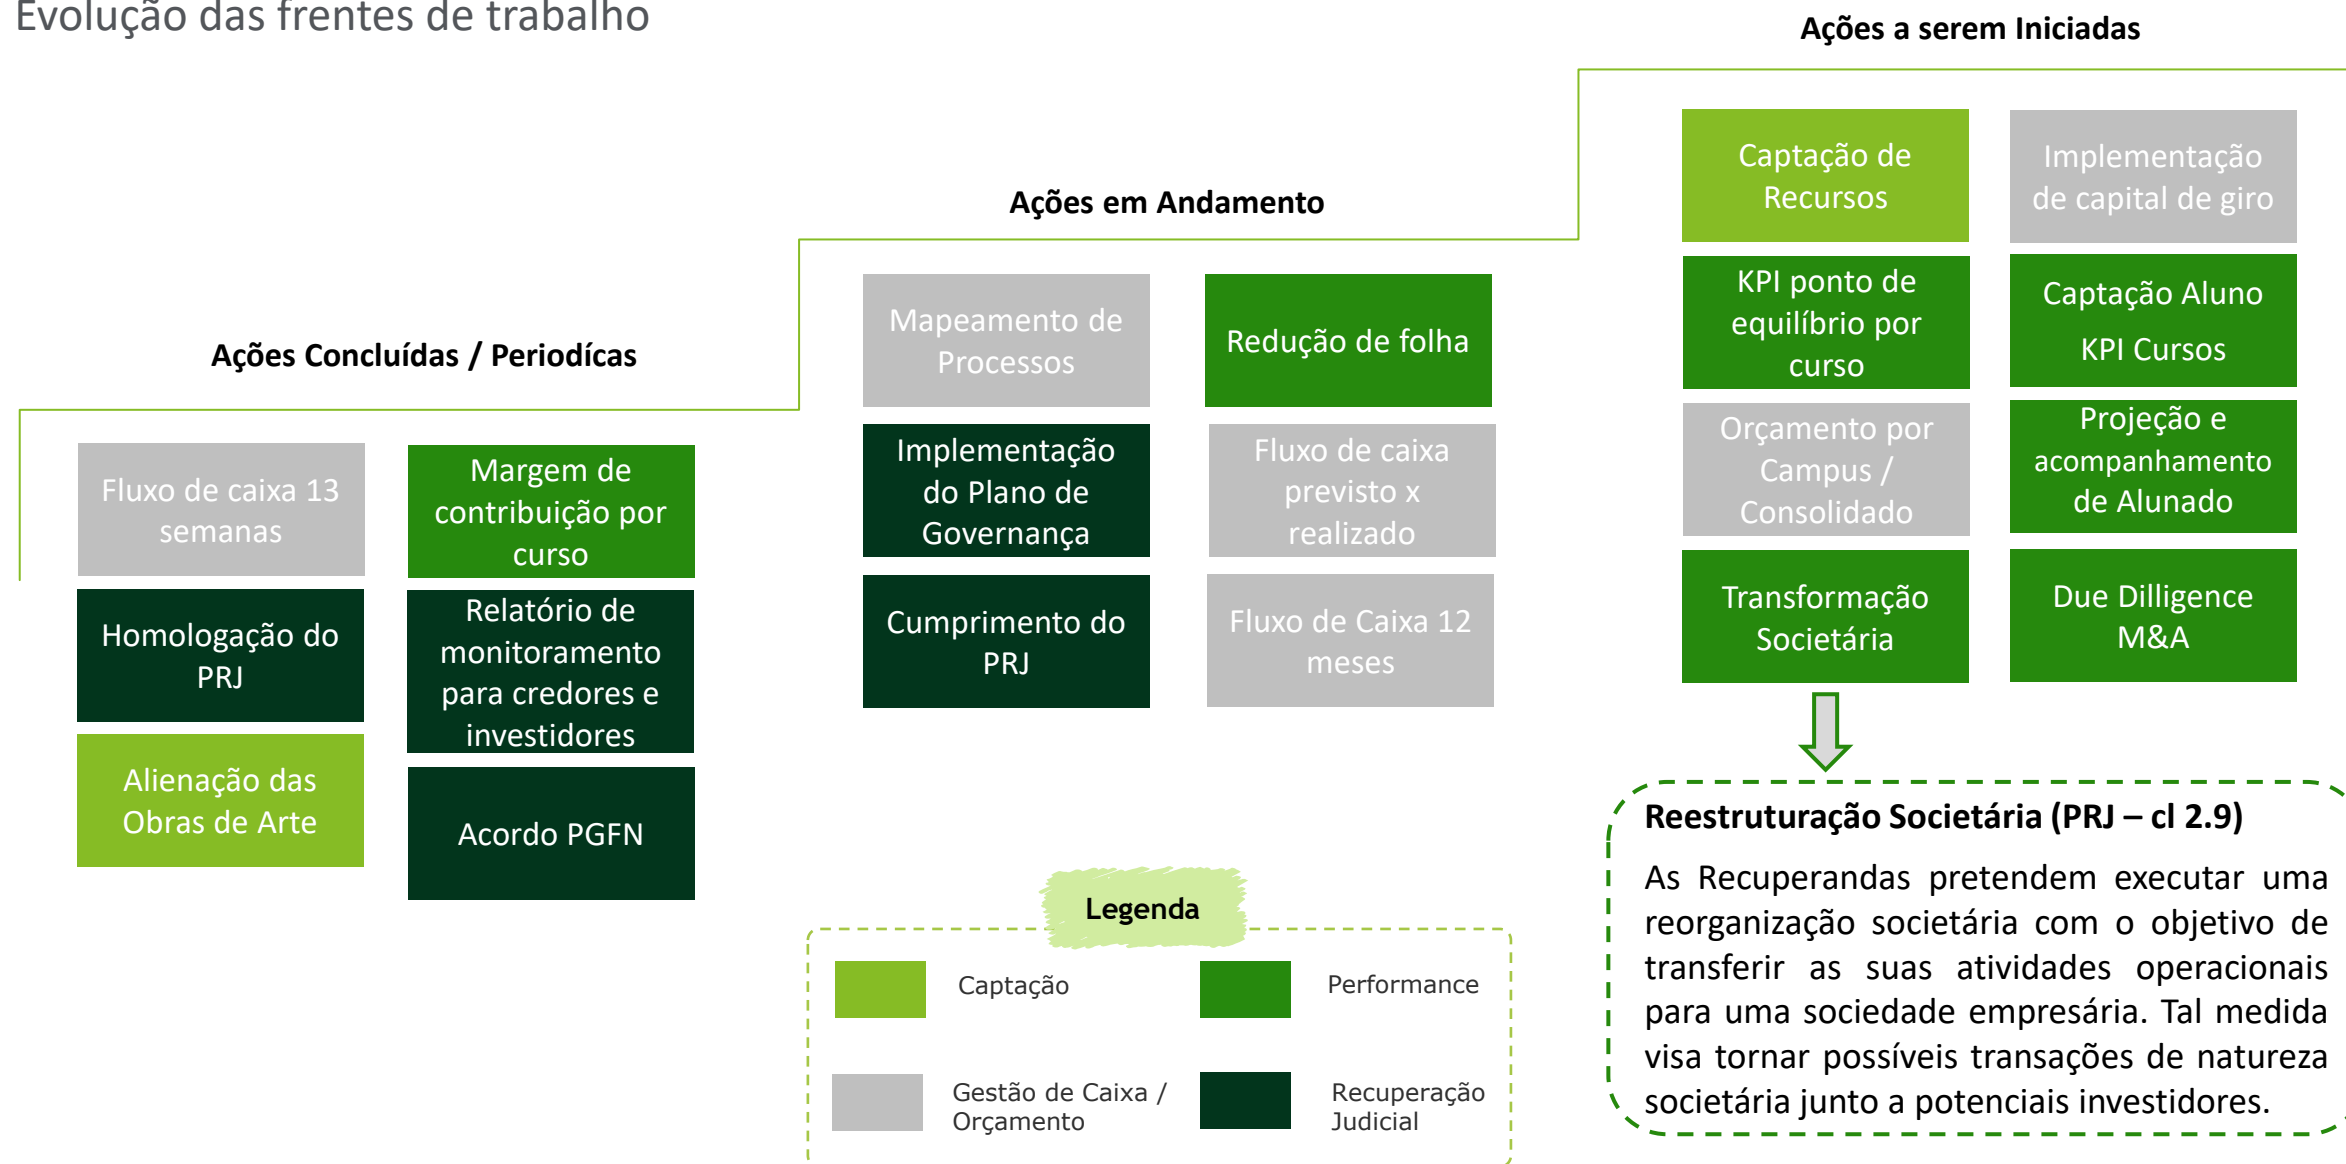 Evolução das frentes de trabalho
Ações Concluídas / Periodícas
Fluxo de caixa 13
semanas
Margem de
contribuição por
curso
Homologação do
PRJ
Relatório de
monitoramento
para credores e
investidores
Alienação das
Obras de Arte
Acordo PGFN
Ações em Andamento
Mapeamento de
Processos
Redução de folha
Implementação
do Plano de
Governança
Fluxo de caixa
previsto x
realizado
Cumprimento do
PRJ
Fluxo de Caixa 12
meses
Ações a serem Iniciadas
Captação de
Recursos
Implementação
de capital de giro
KPI ponto de
equilíbrio por
curso
Captação Aluno
KPI Cursos
Orçamento por
Campus /
Consolidado
Projeção e
acompanhamento
de Alunado
Transformação
Societária
Due Dilligence
M&A
Reestruturação Societária (PRJ – cl 2.9)
As Recuperandas pretendem executar uma
reorganização societária com o objetivo de
transferir as suas atividades operacionais
para uma sociedade empresária. Tal medida
visa tornar possíveis transações de natureza
societária junto a potenciais investidores.
Legenda
Captação
Performance
Gestão de Caixa /
Orçamento
Recuperação
Judicial